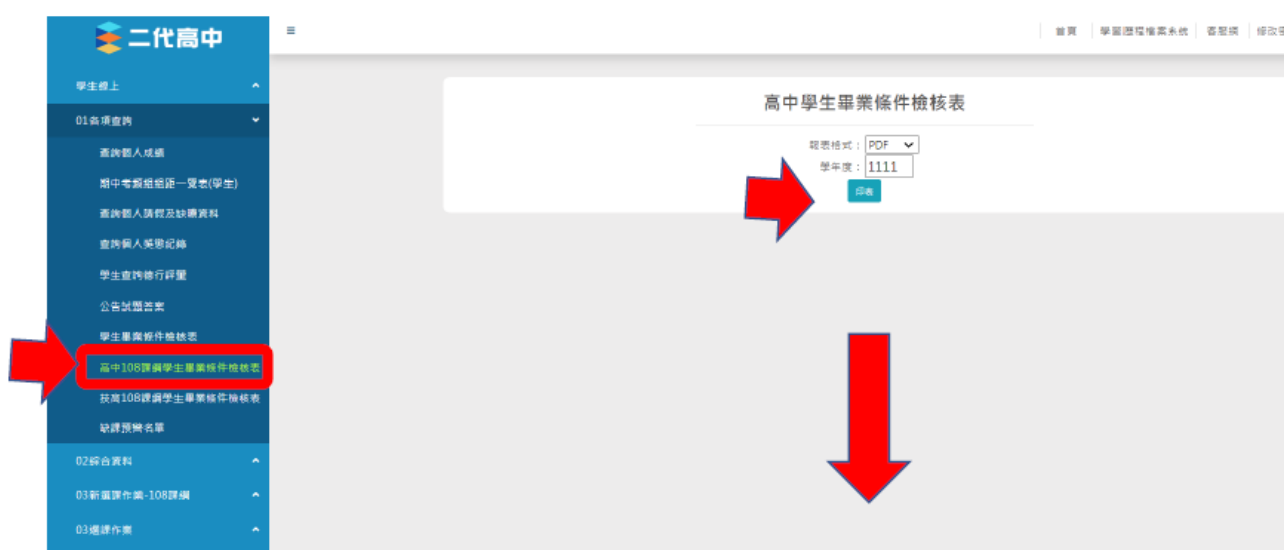 二代高中
≡
首頁 學習歷程檔案系統 客服網 修改密
學生線上
01各項查詢
查詢個人成績
期中考類組組距一覽表(學生)
查詢個人請假及缺曠資料
查詢個人獎懲紀錄
學生查詢德行評量
公告試題答案
學生畢業條件檢核表
高中108課綱學生畢業條件檢核表
技高108課綱學生畢業條件檢核表
缺課預警名單
02綜合資料
03新選課作業-108課綱
03選課作業
高中學生畢業條件檢核表
報表格式: PDF
學年度: 1111
印表